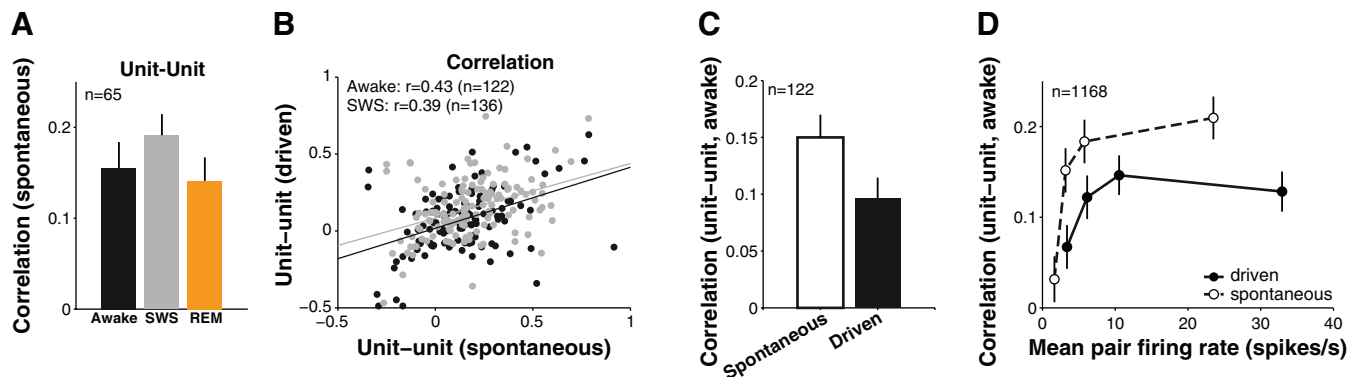 A
Unit-Unit
n=65
Correlation (spontaneous)
0.2
0.1
0
Awake SWS REM
B
Correlation
Awake: r=0.43 (n=122)
SWS: r=0.39 (n=136)
Unit–unit (driven)
1
0.5
0
−0.5
−0.5 0 0.5 1
Unit–unit (spontaneous)
C
n=122
Correlation (unit–unit, awake)
0.2
0.15
0.1
0.05
0
Spontaneous
Driven
D
n=1168
Correlation (unit–unit, awake)
0.2
0.1
0
driven
spontaneous
0 10 20 30 40
Mean pair firing rate (spikes/s)